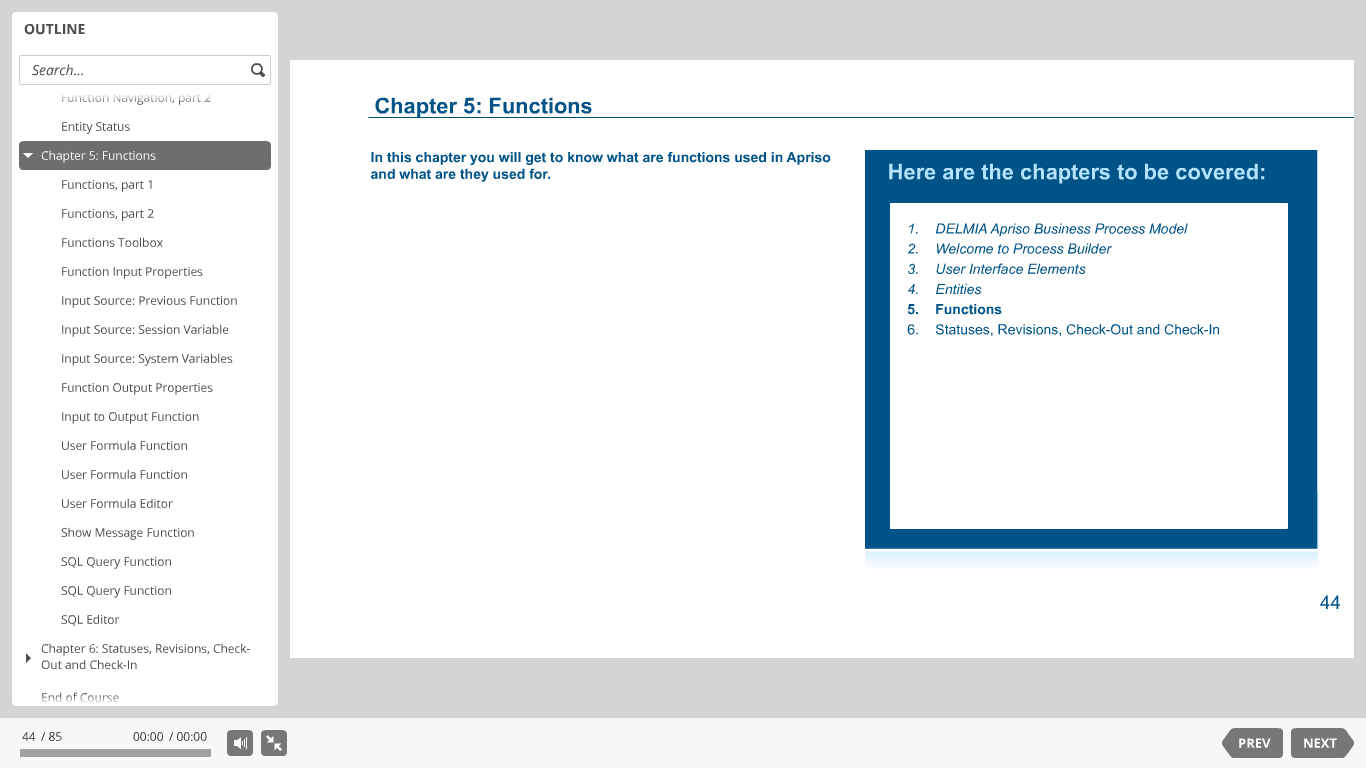 OUTLINE
Search...
Function Navigation, part 2
Entity Status
Chapter 5: Functions
Functions, part 1
Functions, part 2
Functions Toolbox
Function Input Properties
Input Source: Previous Function
Input Source: Session Variable
Input Source: System Variables
Function Output Properties
Input to Output Function
User Formula Function
User Formula Function
User Formula Editor
Show Message Function
SQL Query Function
SQL Query Function
SQL Editor
Chapter 6: Statuses, Revisions, Check-
Out and Check-In
End of Course
Chapter 5: Functions
In this chapter you will get to know what are functions used in Apriso
and what are they used for.
Here are the chapters to be covered:
1. DELMIA Apriso Business Process Model
2. Welcome to Process Builder
3. User Interface Elements
4. Entities
5. Functions
6. Statuses, Revisions, Check-Out and Check-In
44
44 / 85 00:00 / 00:00
PREV NEXT